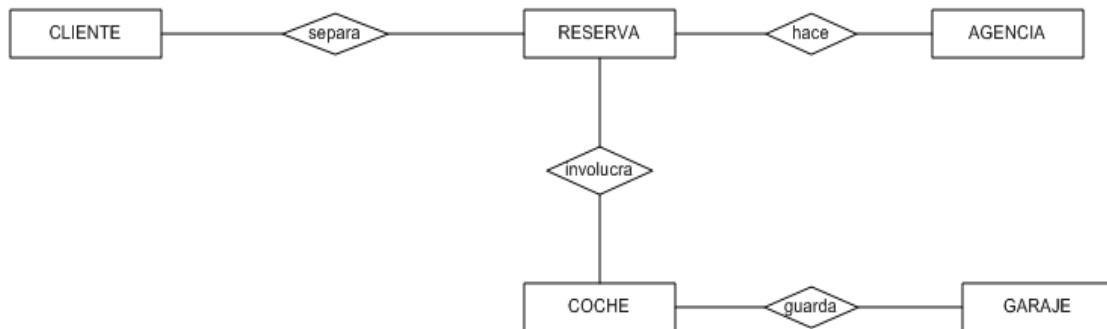 CLIENTE
separa
RESERVA
hace
AGENCIA
involucra
COCHE
guarda
GARAJE